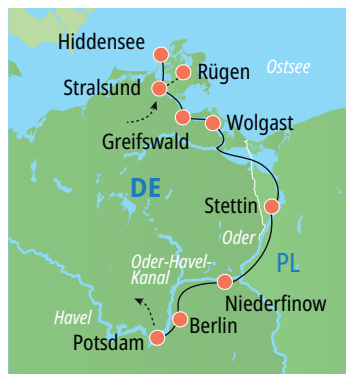 Hiddensee
Ostsee
Rügen
Stralsund
Wolgast
Greifswald
DE
Stettin
Oder
Oder-Havel-
Kanal
PL
Niederfinow
Havel
Berlin
Potsdam